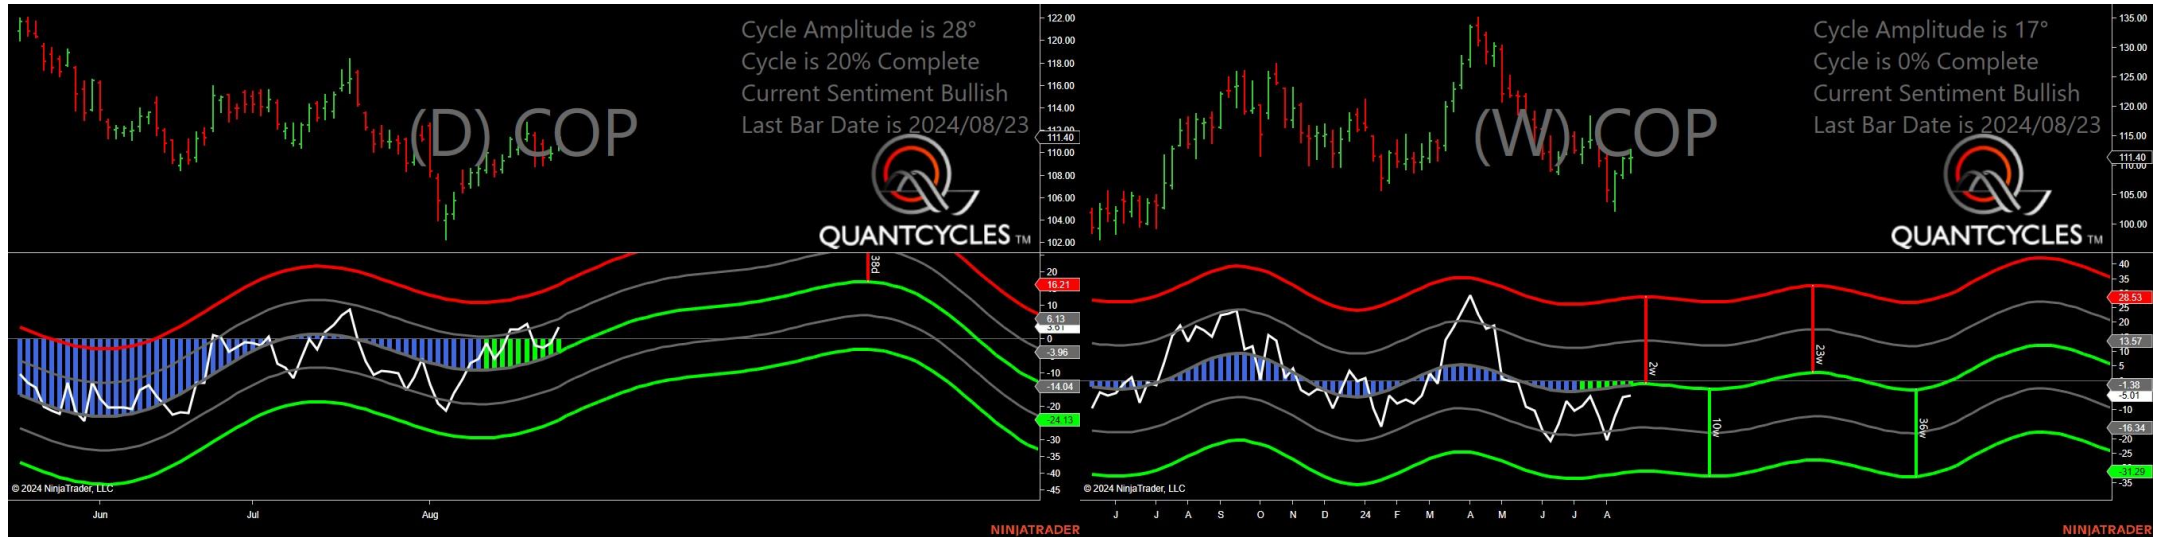 Cycle Amplitude is 28°
Cycle is 20% Complete
Current Sentiment Bullish
Last Bar Date is 2024/08/23
(D) COP
QUANTCYCLES TM
122.00
120.00
118.00
116.00
114.00
112.00
111.40
110.00
108.00
106.00
104.00
102.00
38d
20
16.21
10
6.13
3.61
0
-3.96
-10
-14.04
-20
-24.13
-30
-35
-40
-45
© 2024 NinjaTrader, LLC
Jun
Jul
Aug
NINJATRADER
Cycle Amplitude is 17°
Cycle is 0% Complete
Current Sentiment Bullish
Last Bar Date is 2024/08/23
(W) COP
QUANTCYCLES TM
135.00
130.00
125.00
120.00
115.00
111.40
110.00
105.00
100.00
2w
23w
10w
36w
40
35
28.53
25
20
13.57
10
5
-1.38
-5.01
-10
-16.34
-20
-25
-31.29
-35
© 2024 NinjaTrader, LLC
J
J
A
S
O
N
D
24
F
M
A
M
J
J
A
NINJATRADER